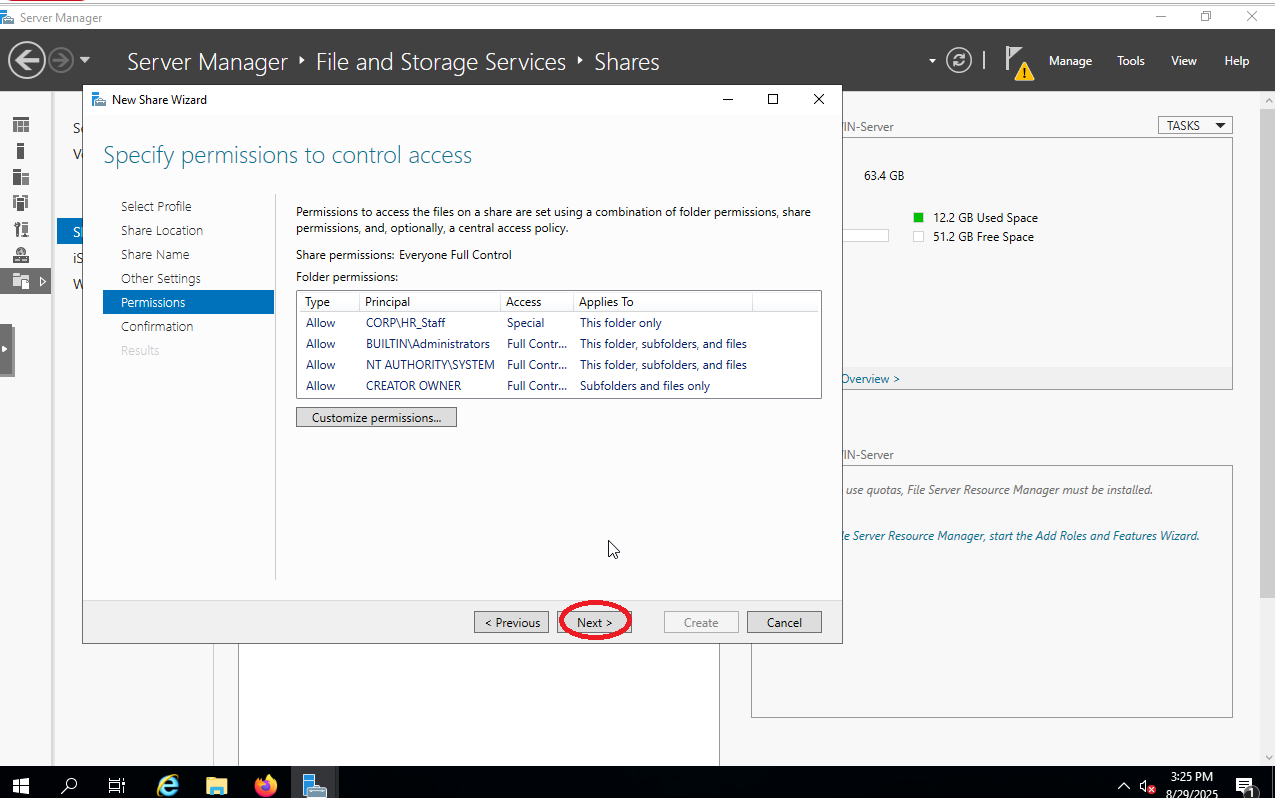 Server Manager
Server Manager ‣ File and Storage Services ‣ Shares
Manage Tools View Help
New Share Wizard
Specify permissions to control access
Select Profile
Share Location
Share Name
Other Settings
Permissions
Confirmation
Results
Permissions to access the files on a share are set using a combination of folder permissions, share
permissions, and, optionally, a central access policy.
Share permissions: Everyone Full Control
Folder permissions:
Type Principal Access Applies To
Allow CORP\HR_Staff Special This folder only
Allow BUILTIN\Administrators Full Contr... This folder, subfolders, and files
Allow NT AUTHORITY\SYSTEM Full Contr... This folder, subfolders, and files
Allow CREATOR OWNER Full Contr... Subfolders and files only
Customize permissions...
< Previous
Next >
Create
Cancel
IN-Server
TASKS
63.4 GB
12.2 GB Used Space
51.2 GB Free Space
Overview >
IN-Server
use quotas, File Server Resource Manager must be installed.
Server Resource Manager, start the Add Roles and Features Wizard.
3:25 PM
8/29/2025
1